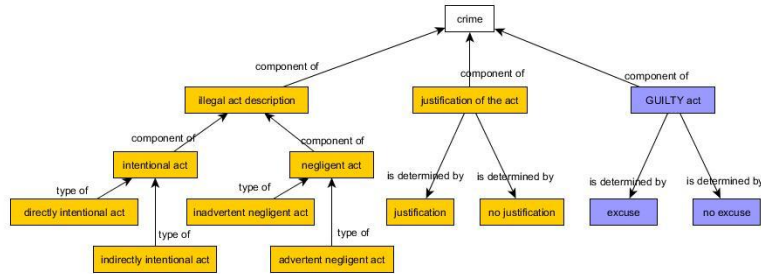 crime
component of
component of
component of
illegal act description
justification of the act
GUILTY act
component of
component of
intentional act
negligent act
is determined by
is determined by
is determined by
is determined by
type of
type of
directly intentional act
inadvertent negligent act
justification
no justification
excuse
no excuse
type of
type of
indirectly intentional act
advertent negligent act